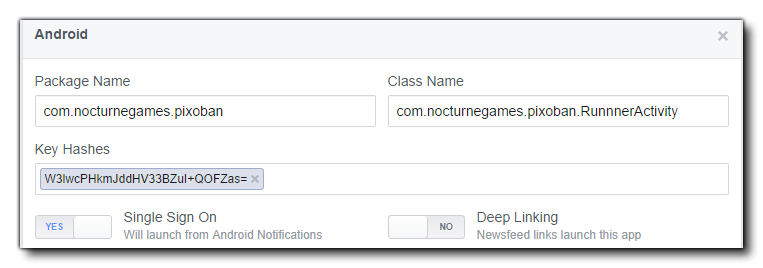 Android
Package Name
Class Name
com.nocturnegames.pixoban
com.nocturnegames.pixoban.RunnnerActivity
Key Hashes
W3lwcPHkmJddHV33BZuI+QOFZas=
YES
Single Sign On
Will launch from Android Notifications
NO
Deep Linking
Newsfeed links launch this app